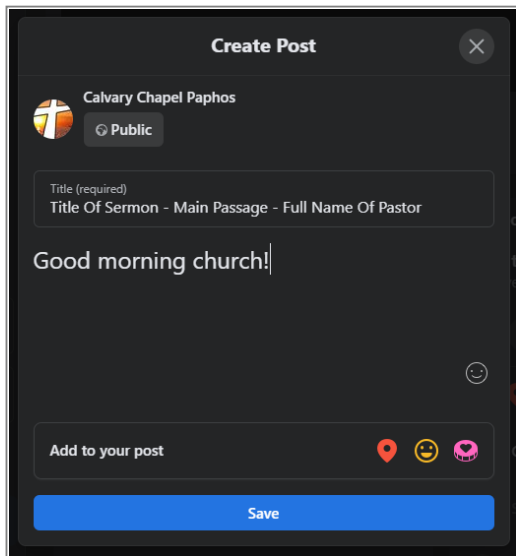 Create Post
Calvary Chapel Paphos
Public
Title (required)
Title Of Sermon - Main Passage - Full Name Of Pastor
Good morning church!
Add to your post
Save